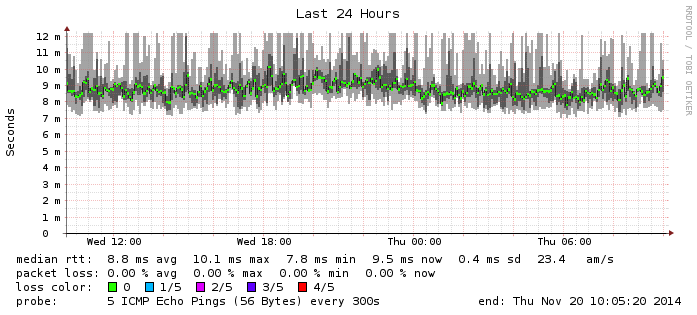 Last 24 Hours
RRDTOOL / TOBI OETIKER
Seconds
12 m
11 m
10 m
9 m
8 m
7 m
6 m
5 m
4 m
3 m
2 m
1 m
0
Wed 12:00 Wed 18:00 Thu 00:00 Thu 06:00
median rtt: 8.8 ms avg 10.1 ms max 7.8 ms min 9.5 ms now 0.4 ms sd 23.4 am/s
packet loss: 0.00 % avg 0.00 % max 0.00 % min 0.00 % now
loss color: 0 1/5 2/5 3/5 4/5
probe: 5 ICMP Echo Pings (56 Bytes) every 300s end: Thu Nov 20 10:05:20 2014